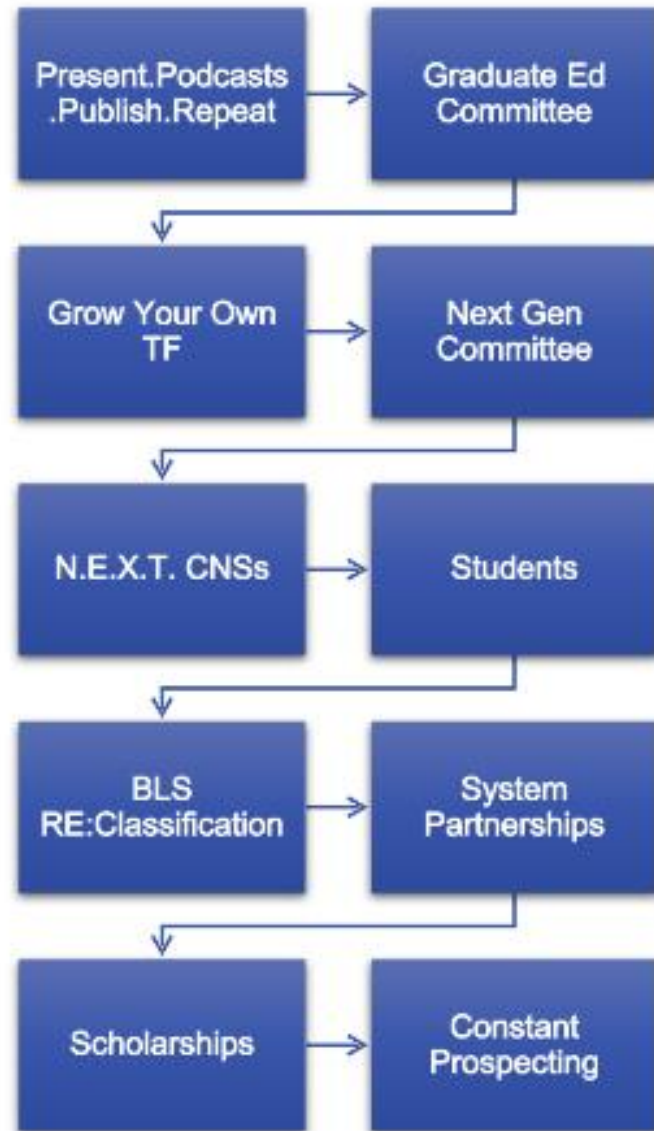 Present.Podcasts
.Publish.Repeat
Graduate Ed
Committee
Grow Your Own
TF
Next Gen
Committee
N.E.X.T. CNSs
Students
BLS
RE:Classification
System
Partnerships
Scholarships
Constant
Prospecting